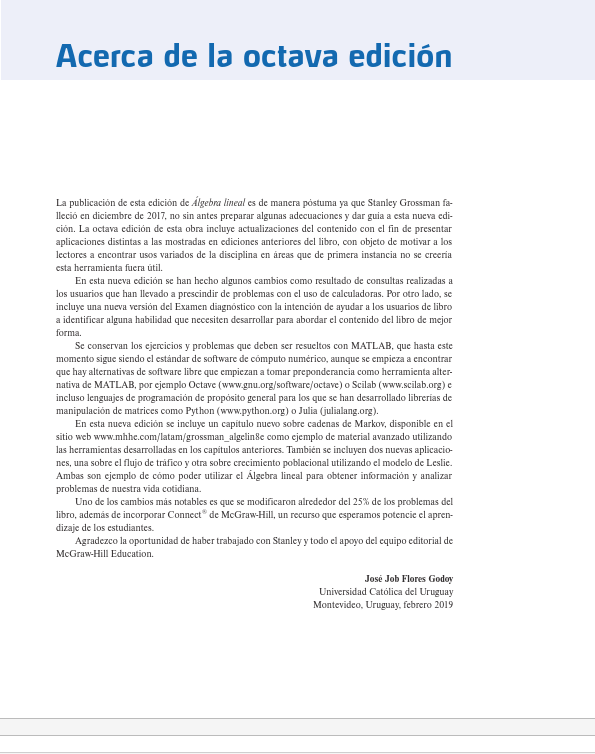 Acerca de la octava edición
La publicación de esta edición de Álgebra lineal es de manera póstuma ya que Stanley Grossman fa-
lleció en diciembre de 2017, no sin antes preparar algunas adecuaciones y dar guía a esta nueva edi-
ción. La octava edición de esta obra incluye actualizaciones del contenido con el fin de presentar
aplicaciones distintas a las mostradas en ediciones anteriores del libro, con objeto de motivar a los
lectores a encontrar usos variados de la disciplina en áreas que de primera instancia no se creería
esta herramienta fuera útil.
En esta nueva edición se han hecho algunos cambios como resultado de consultas realizadas a
los usuarios que han llevado a prescindir de problemas con el uso de calculadoras. Por otro lado, se
incluye una nueva versión del Examen diagnóstico con la intención de ayudar a los usuarios de libro
a identificar alguna habilidad que necesiten desarrollar para abordar el contenido del libro de mejor
forma.
Se conservan los ejercicios y problemas que deben ser resueltos con MATLAB, que hasta este
momento sigue siendo el estándar de software de cómputo numérico, aunque se empieza a encontrar
que hay alternativas de software libre que empiezan a tomar preponderancia como herramienta alter-
nativa de MATLAB, por ejemplo Octave (www.gnu.org/software/octave) o Scilab (www.scilab.org) e
incluso lenguajes de programación de propósito general para los que se han desarrollado librerías de
manipulación de matrices como Python (www.python.org) o Julia (julialang.org).
En esta nueva edición se incluye un capítulo nuevo sobre cadenas de Markov, disponible en el
sitio web www.mhhe.com/latam/grossman_algelin8e como ejemplo de material avanzado utilizando
las herramientas desarrolladas en los capítulos anteriores. También se incluyen dos nuevas aplicacio-
nes, una sobre el flujo de tráfico y otra sobre crecimiento poblacional utilizando el modelo de Leslie.
Ambas son ejemplo de cómo poder utilizar el Álgebra lineal para obtener información y analizar
problemas de nuestra vida cotidiana.
Uno de los cambios más notables es que se modificaron alrededor del 25% de los problemas del
libro, además de incorporar Connect® de McGraw-Hill, un recurso que esperamos potencie el apren-
dizaje de los estudiantes.
Agradezco la oportunidad de haber trabajado con Stanley y todo el apoyo del equipo editorial de
McGraw-Hill Education.
José Job Flores Godoy
Universidad Católica del Uruguay
Montevideo, Uruguay, febrero 2019